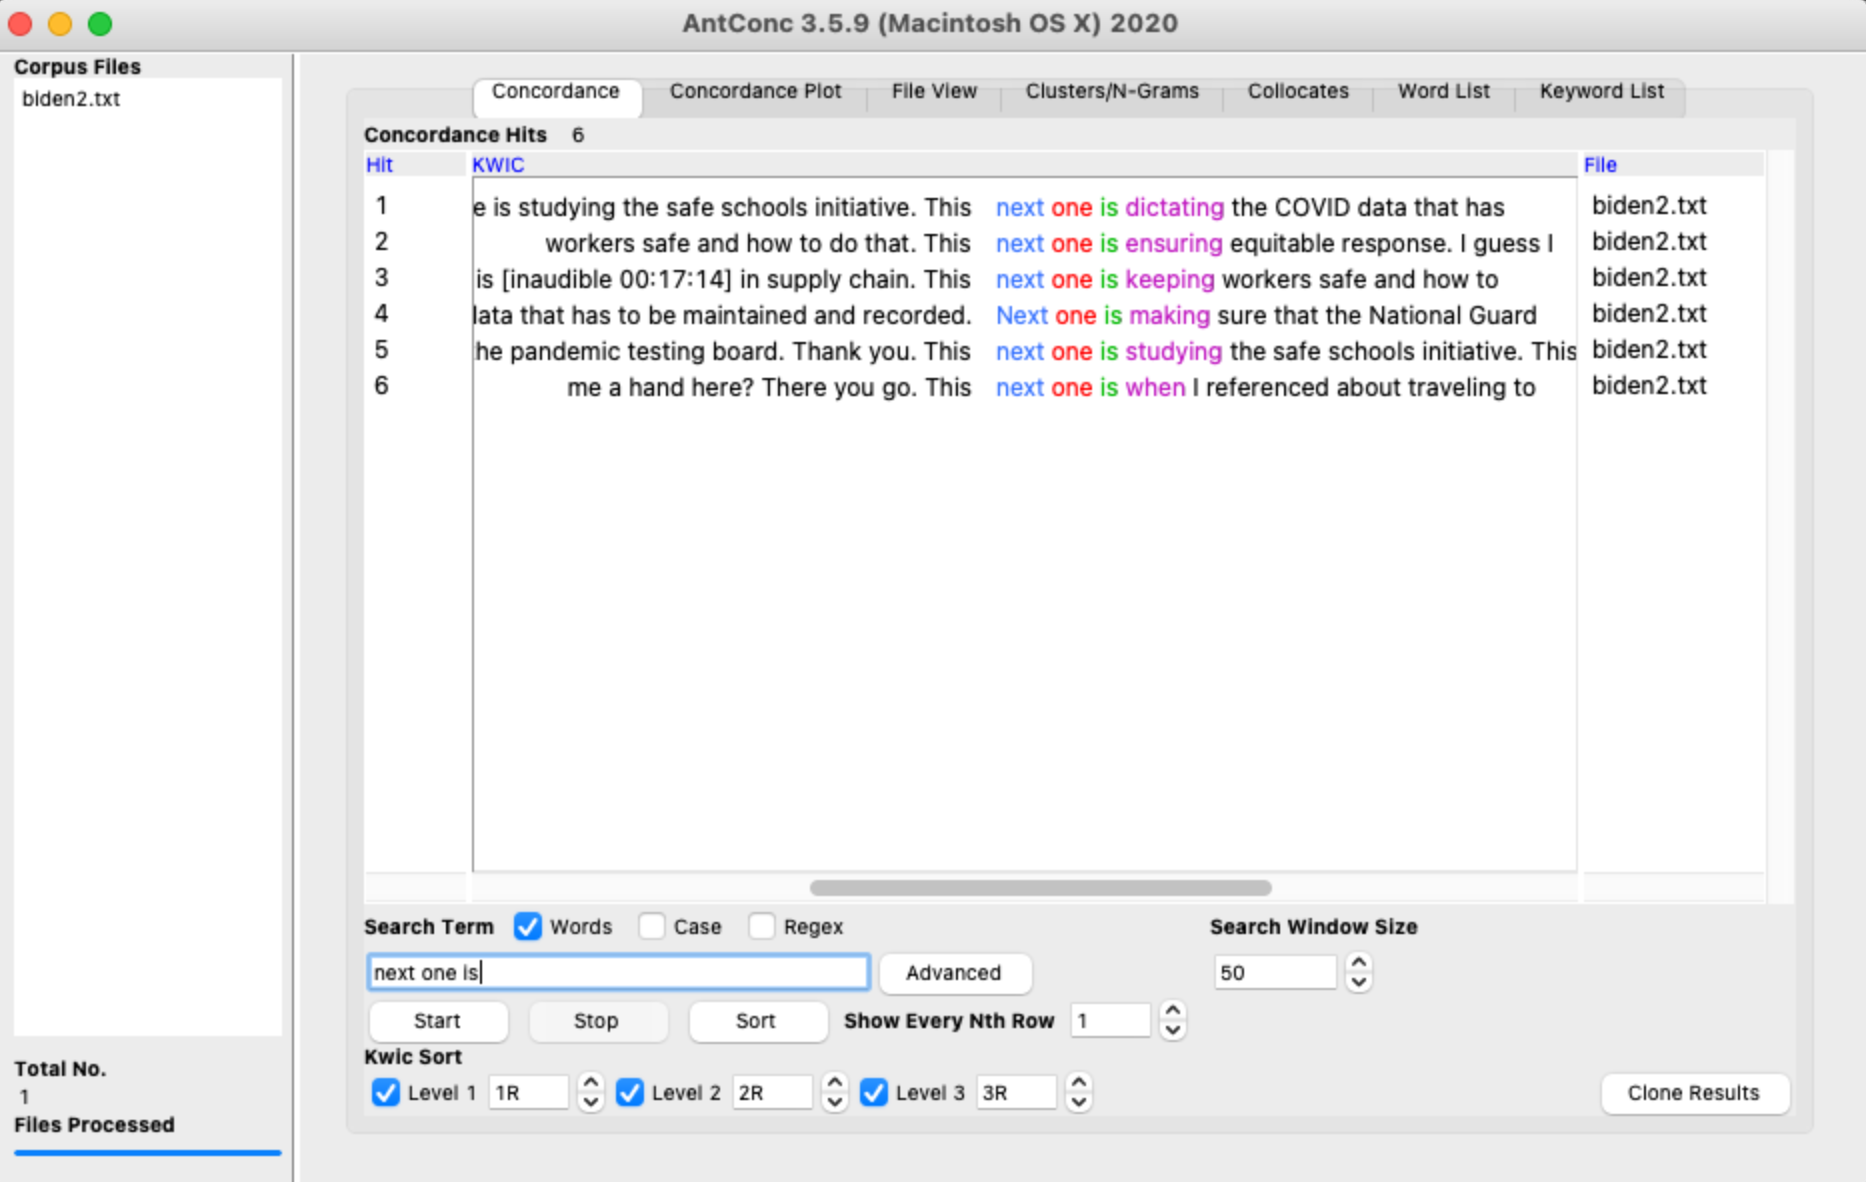 AntConc 3.5.9 (Macintosh OS X) 2020
Corpus Files
biden2.txt
Concordance Concordance Plot File View Clusters/N-Grams Collocates Word List Keyword List
Concordance Hits 6
Hit KWIC File
1 e is studying the safe schools initiative. This next one is dictating the COVID data that has biden2.txt
2 workers safe and how to do that. This next one is ensuring equitable response. I guess I biden2.txt
3 is [inaudible 00:17:14] in supply chain. This next one is keeping workers safe and how to biden2.txt
4 data that has to be maintained and recorded. Next one is making sure that the National Guard biden2.txt
5 he pandemic testing board. Thank you. This next one is studying the safe schools initiative. This biden2.txt
6 me a hand here? There you go. This next one is when I referenced about traveling to biden2.txt
Search Term Words Case Regex Search Window Size
next one is Advanced 50
Start Stop Sort Show Every Nth Row 1
Kwic Sort
Level 1 1R Level 2 2R Level 3 3R Clone Results
Total No.
1
Files Processed